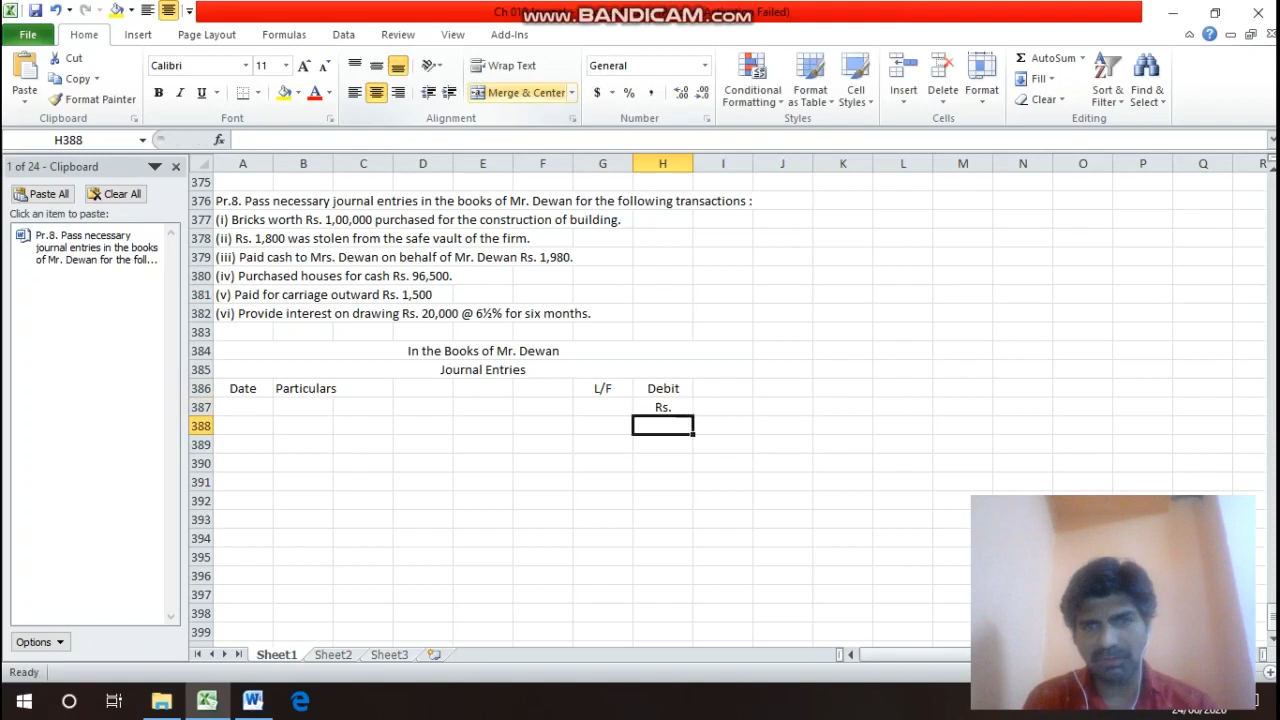 Ch 01
(Activation Failed)
www.BANDICAM.com
File Home Insert Page Layout Formulas Data Review View Add-Ins
Paste
Cut
Copy
Format Painter
Clipboard
Calibri 11
B I U
Font
Wrap Text
Merge & Center
Alignment
General
$ % ,
Number
Conditional Formatting
Format as Table
Cell Styles
Styles
Insert Delete Format
Cells
Σ AutoSum
Fill
Clear
Sort & Filter
Find & Select
Editing
H388 fx
1 of 24 - Clipboard
Paste All Clear All
Click an item to paste:
Pr.8. Pass necessary
journal entries in the books
of Mr. Dewan for the foll...
Options
A B C D E F G H I J K L M N O P Q R
375
376 Pr.8. Pass necessary journal entries in the books of Mr. Dewan for the following transactions :
377 (i) Bricks worth Rs. 1,00,000 purchased for the construction of building.
378 (ii) Rs. 1,800 was stolen from the safe vault of the firm.
379 (iii) Paid cash to Mrs. Dewan on behalf of Mr. Dewan Rs. 1,980.
380 (iv) Purchased houses for cash Rs. 96,500.
381 (v) Paid for carriage outward Rs. 1,500
382 (vi) Provide interest on drawing Rs. 20,000 @ 6½% for six months.
383
384 In the Books of Mr. Dewan
385 Journal Entries
386 Date Particulars L/F Debit
387 Rs.
388
389
390
391
392
393
394
395
396
397
398
399
Sheet1 Sheet2 Sheet3
Ready